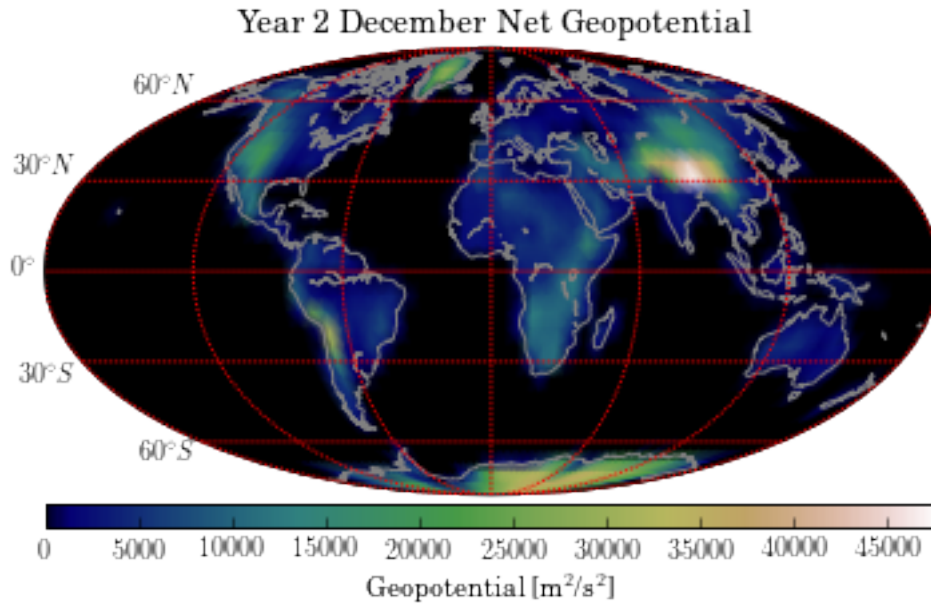 Year 2 December Net Geopotential
60°N
30°N
0°
30°S
60°S
0 5000 10000 15000 20000 25000 30000 35000 40000 45000
Geopotential [m²/s²]